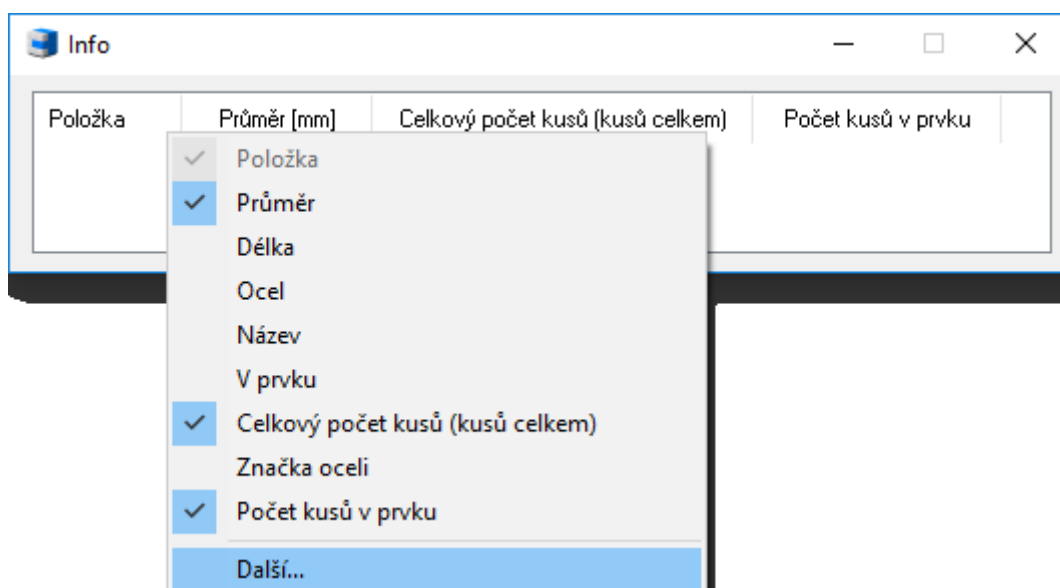 Info
Položka Průměr [mm] Celkový počet kusů (kusů celkem) Počet kusů v prvku
Položka
Průměr
Délka
Ocel
Název
V prvku
Celkový počet kusů (kusů celkem)
Značka oceli
Počet kusů v prvku
Další...